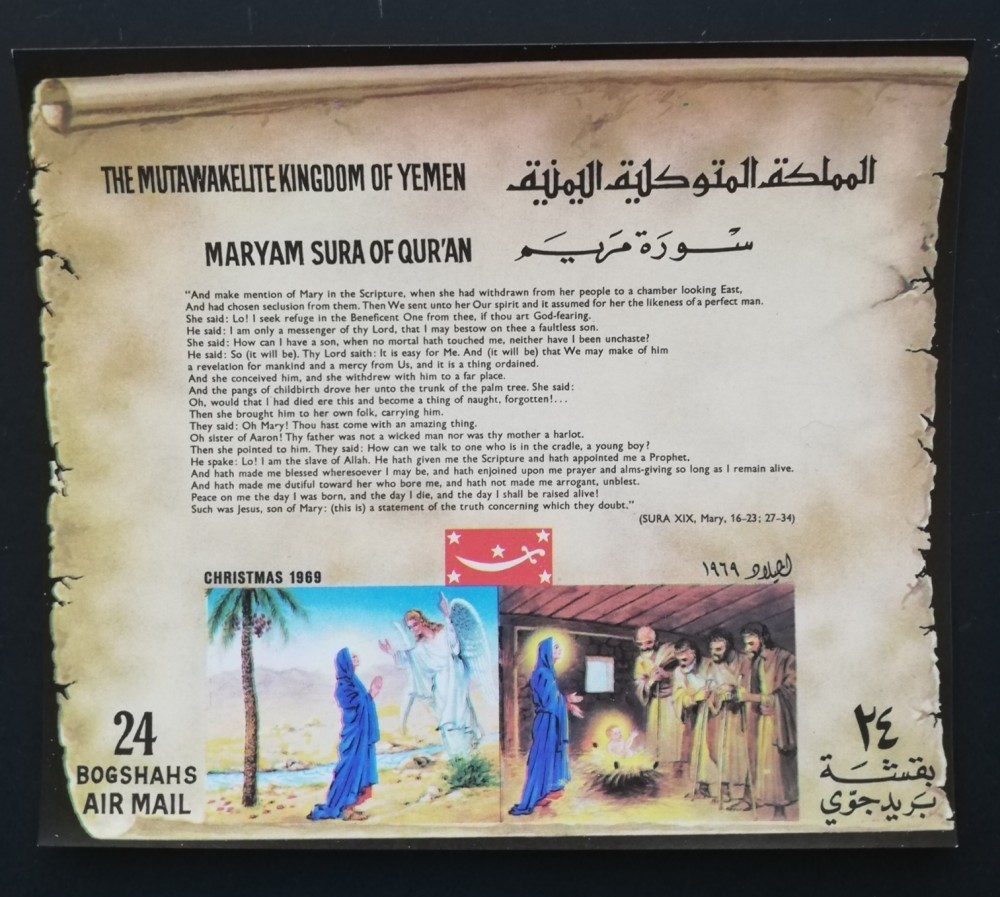 THE MUTAWAKELITE KINGDOM OF YEMEN
المملكة المتوكلية اليمنية
MARYAM SURA OF QUR'AN
سُورَة مَريَم
"And make mention of Mary in the Scripture, when she had withdrawn from her people to a chamber looking East,
And had chosen seclusion from them. Then We sent unto her Our spirit and it assumed for her the likeness of a perfect man.
She said: Lo! I seek refuge in the Beneficent One from thee, if thou art God-fearing.
He said: I am only a messenger of thy Lord, that I may bestow on thee a faultless son.
She said: How can I have a son, when no mortal hath touched me, neither have I been unchaste?
He said: So (it will be). Thy Lord saith: It is easy for Me. And (it will be) that We may make of him
a revelation for mankind and a mercy from Us, and it is a thing ordained.
And she conceived him, and she withdrew with him to a far place.
And the pangs of childbirth drove her unto the trunk of the palm tree. She said:
Oh, would that I had died ere this and become a thing of naught, forgotten!...
Then she brought him to her own folk, carrying him.
They said: Oh Mary! Thou hast come with an amazing thing.
Oh sister of Aaron! Thy father was not a wicked man nor was thy mother a harlot.
Then she pointed to him. They said: How can we talk to one who is in the cradle, a young boy?
He spake: Lo! I am the slave of Allah. He hath given me the Scripture and hath appointed me a Prophet,
And hath made me blessed wheresoever I may be, and hath enjoined upon me prayer and alms-giving so long as I remain alive.
And hath made me dutiful toward her who bore me, and hath not made me arrogant, unblest.
Peace on me the day I was born, and the day I die, and the day I shall be raised alive!
Such was Jesus, son of Mary: (this is) a statement of the truth concerning which they doubt."
(SURA XIX, Mary, 16-23; 27-34)
CHRISTMAS 1969
الميلاد ١٩٦٩
24
BOGSHAHS
AIR MAIL
٢٤
بقشة
بَريد جوّي